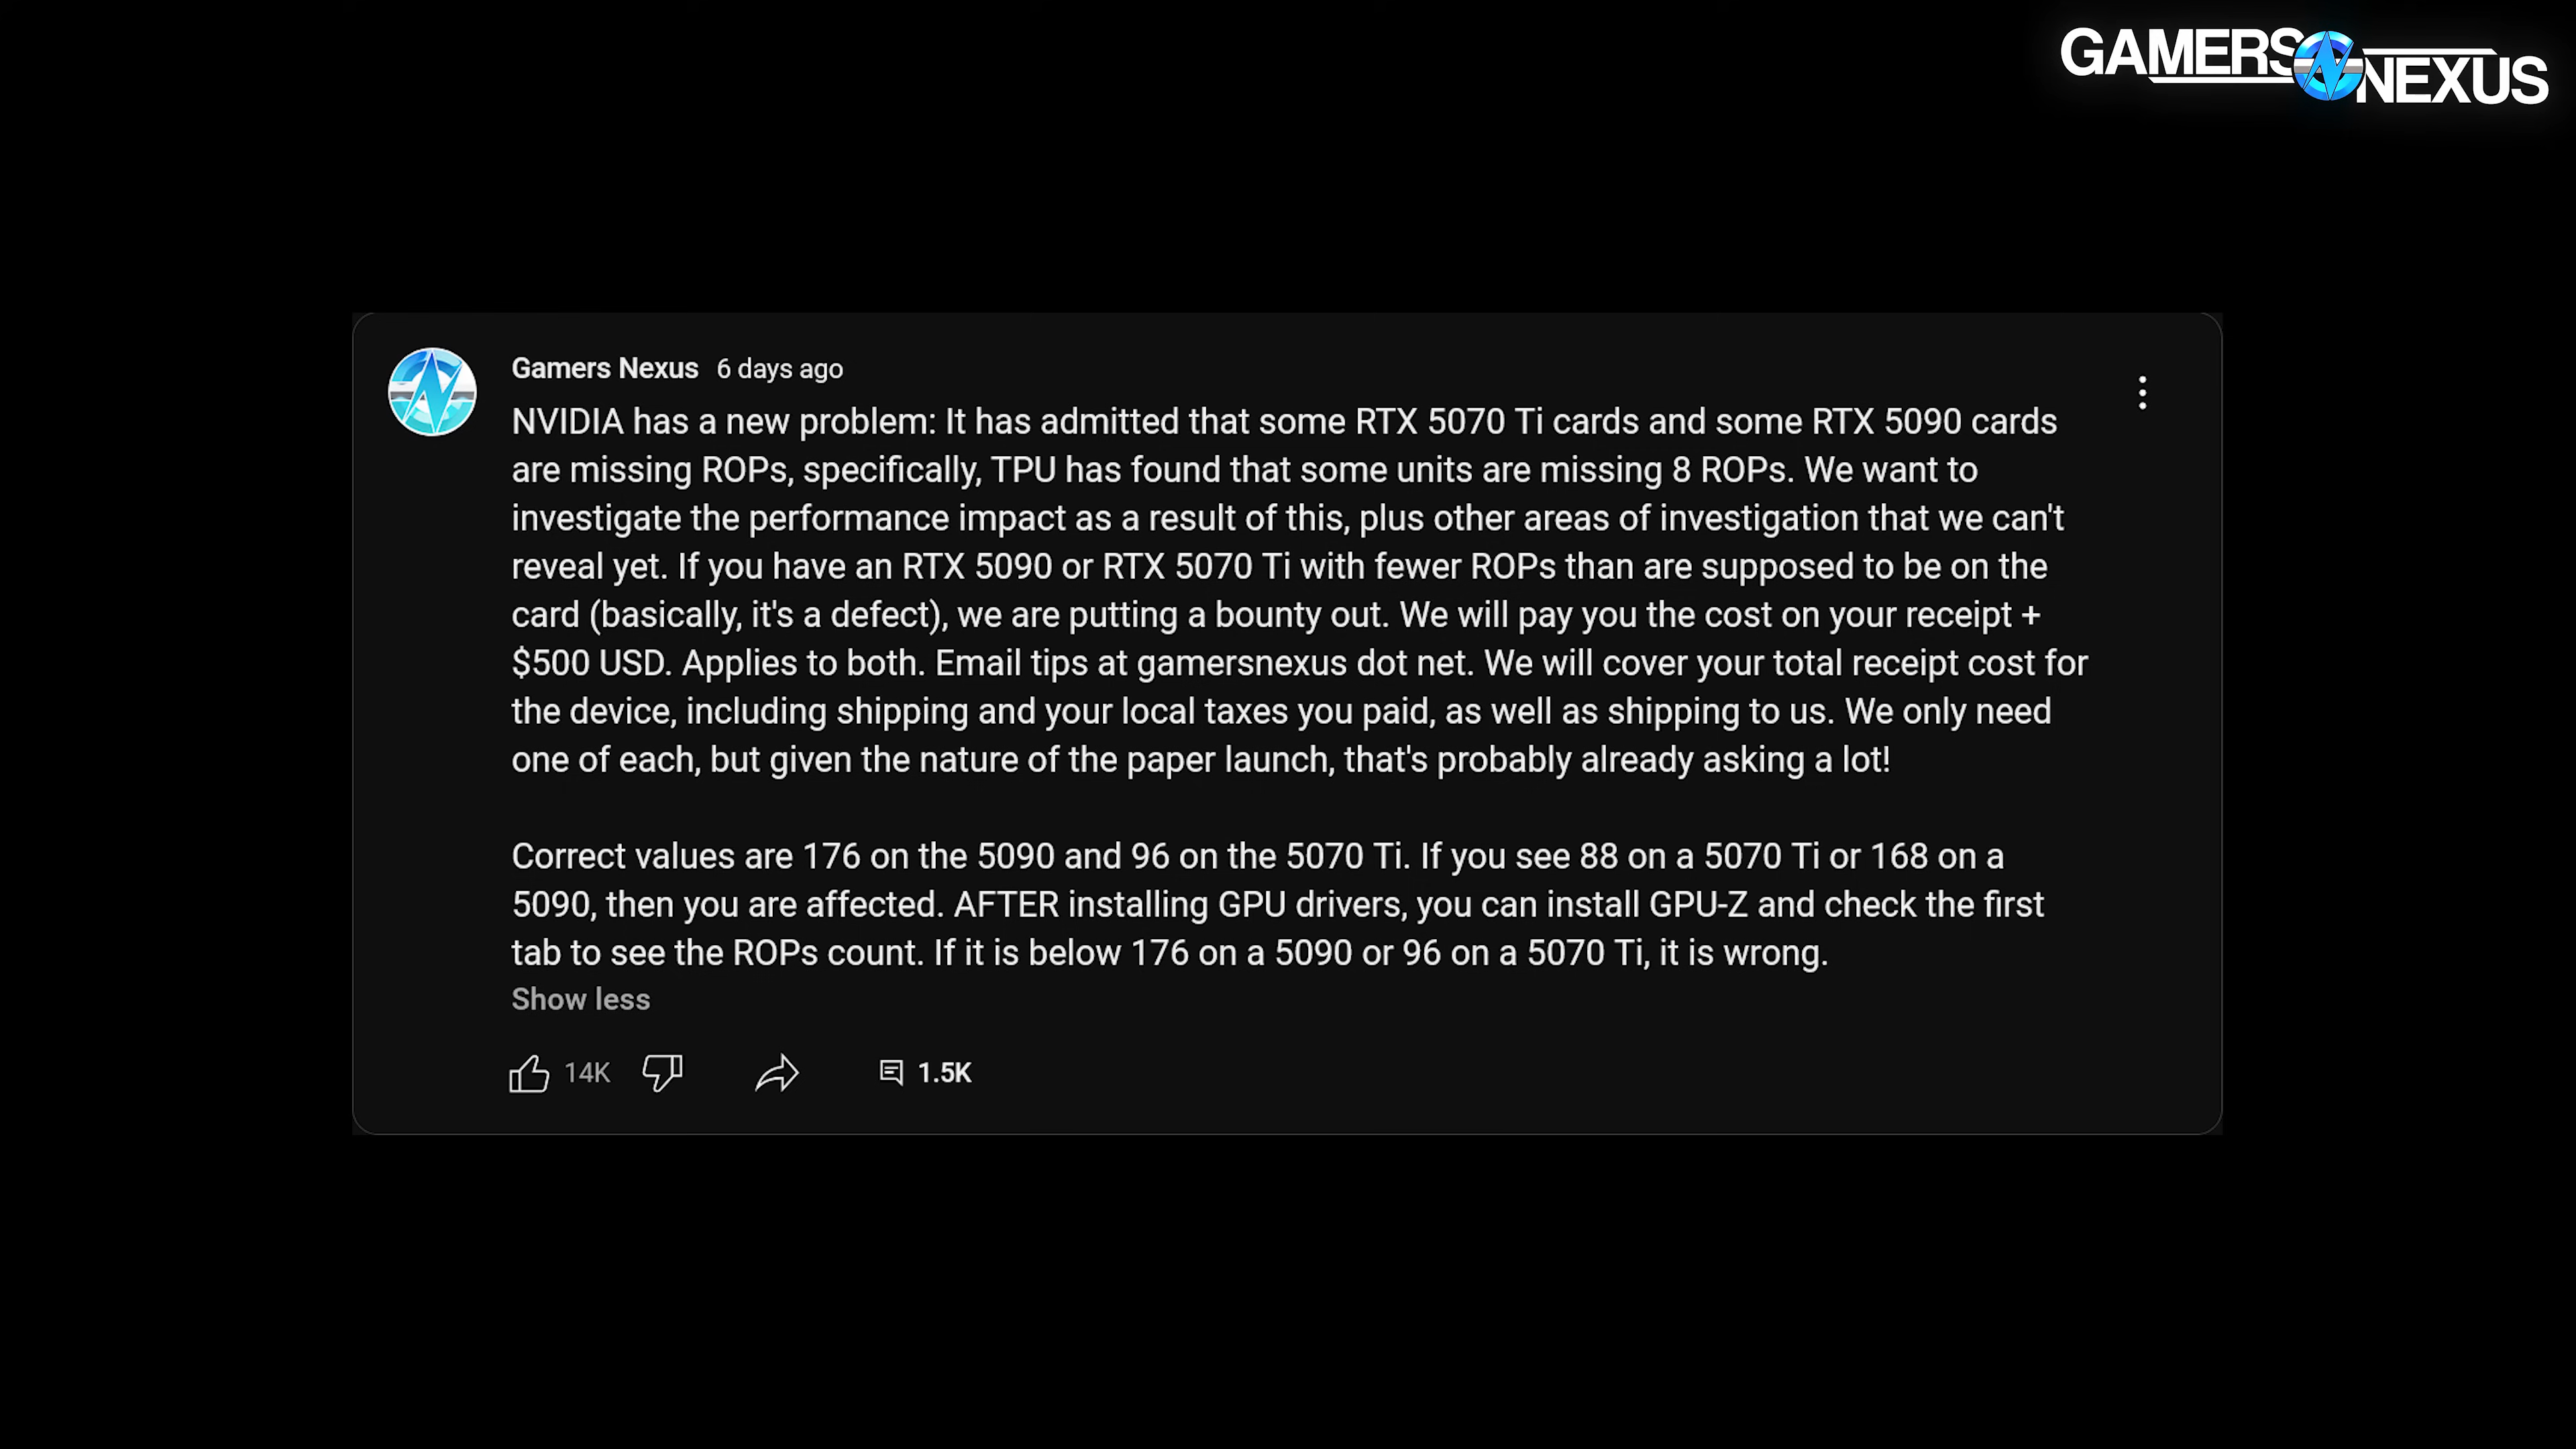 GAMERS NEXUS
Gamers Nexus 6 days ago
NVIDIA has a new problem: It has admitted that some RTX 5070 Ti cards and some RTX 5090 cards
are missing ROPs, specifically, TPU has found that some units are missing 8 ROPs. We want to
investigate the performance impact as a result of this, plus other areas of investigation that we can't
reveal yet. If you have an RTX 5090 or RTX 5070 Ti with fewer ROPs than are supposed to be on the
card (basically, it's a defect), we are putting a bounty out. We will pay you the cost on your receipt +
$500 USD. Applies to both. Email tips at gamersnexus dot net. We will cover your total receipt cost for
the device, including shipping and your local taxes you paid, as well as shipping to us. We only need
one of each, but given the nature of the paper launch, that's probably already asking a lot!
Correct values are 176 on the 5090 and 96 on the 5070 Ti. If you see 88 on a 5070 Ti or 168 on a
5090, then you are affected. AFTER installing GPU drivers, you can install GPU-Z and check the first
tab to see the ROPs count. If it is below 176 on a 5090 or 96 on a 5070 Ti, it is wrong.
Show less
14K 1.5K